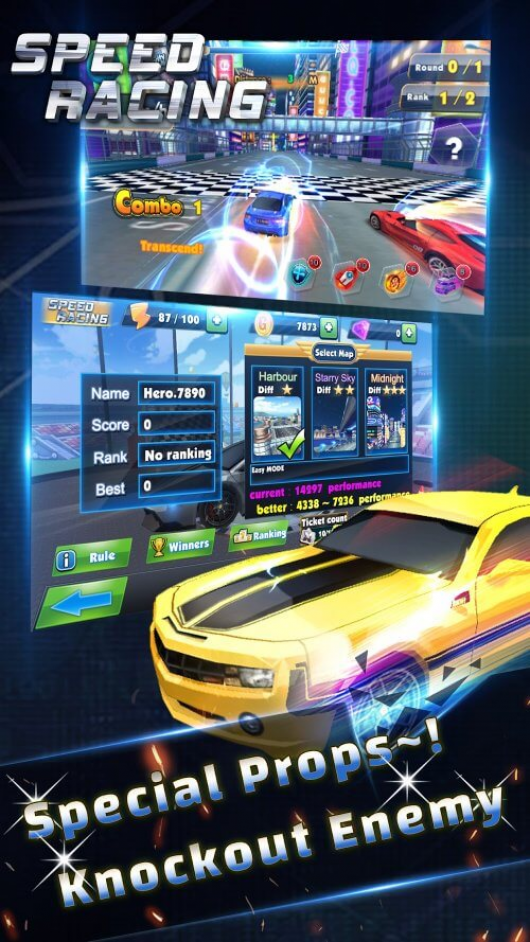 SPEED
RACING
Round 0 / 1
Rank 1 / 2
?
Combo 1
Transcend!
SPEED
RACING
87 / 100
7873
0
Select Map
Harbour
Diff
Starry Sky
Diff
Midnight
Diff
Easy MODE
Name Hero.7890
Score 0
Rank No ranking
Best 0
current : 14597 performance
better : 4338 ~ 7936 performance
Rule
Winners
Ranking
Ticket count
Special Props~!
Knockout Enemy